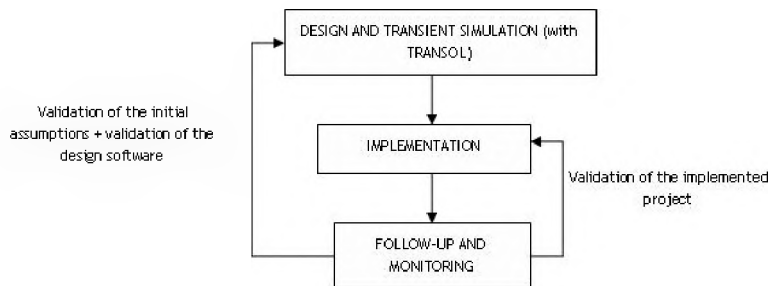 DESIGN AND TRANSIENT SIMULATION (with
TRANSOL)
Validation of the initial
assumptions + validation of the
design software
IMPLEMENTATION
Validation of the implemented
project
FOLLOW-UP AND
MONITORING